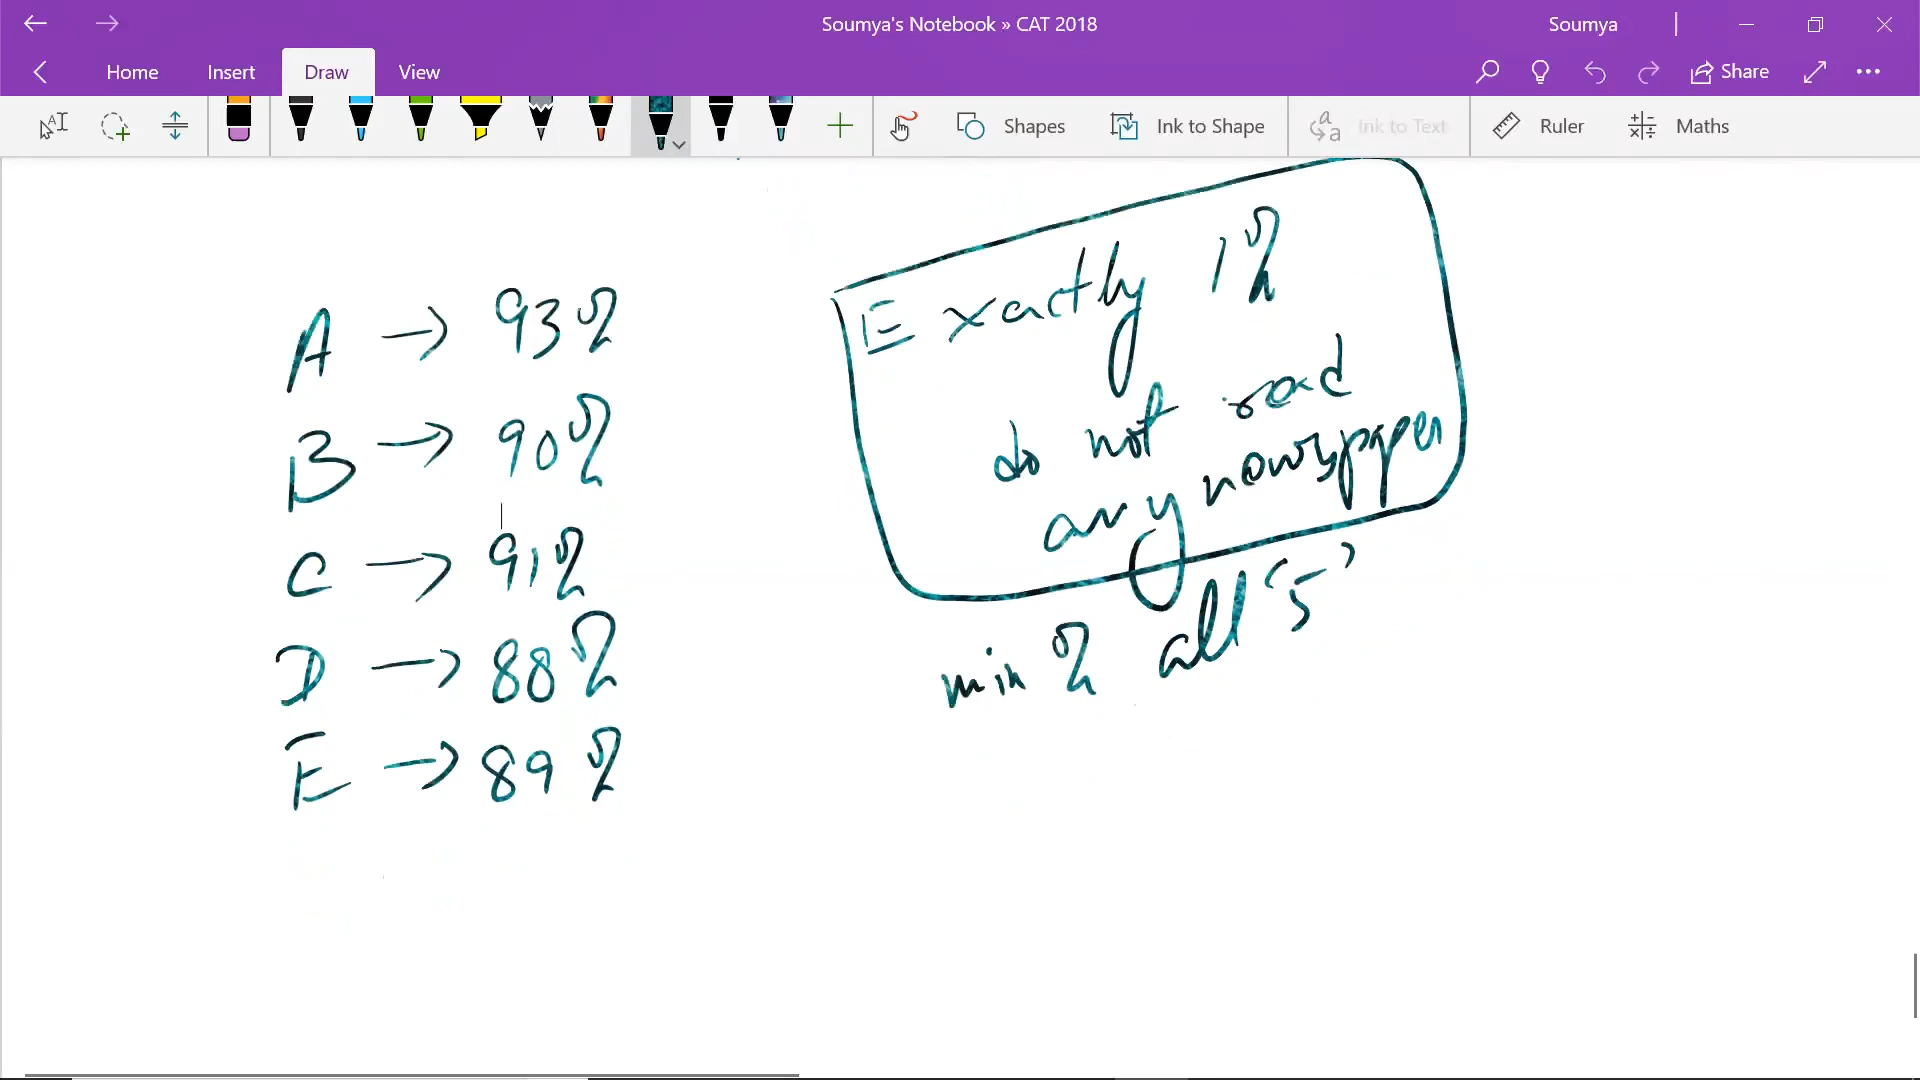 Soumya's Notebook » CAT 2018
Soumya
Home Insert Draw View
Share
Shapes Ink to Shape Ink to Text Ruler Maths
A → 93%
B → 90%
C → 91%
D → 88%
E → 89%
Exactly 1%
do not read
any newspaper
min % all '5'